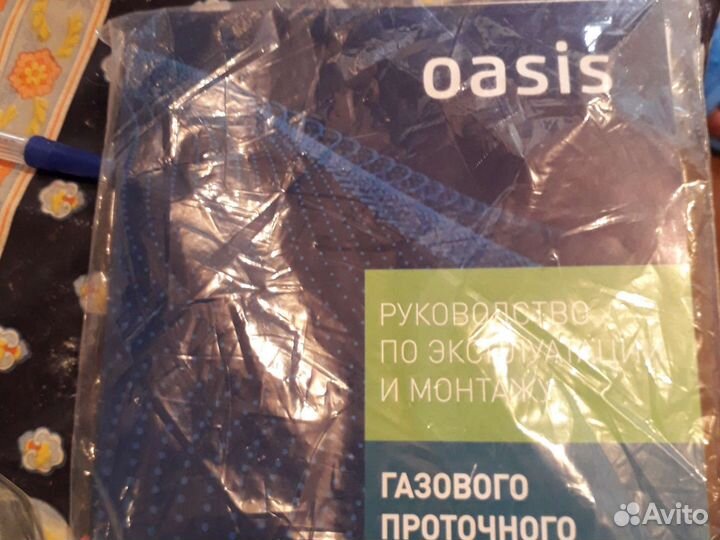 oasis
РУКОВОДСТВО
ПО ЭКСПЛУАТАЦИИ
И МОНТАЖУ
ГАЗОВОГО
ПРОТОЧНОГО
Avito